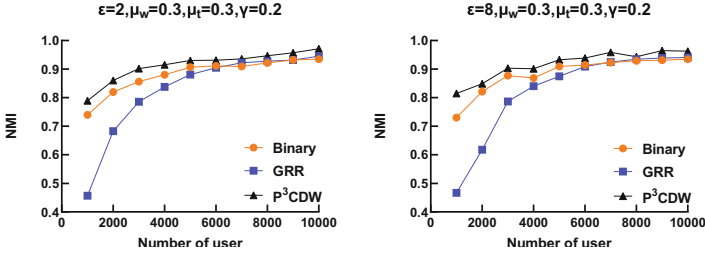 ε=2,μw=0.3,μt=0.3,γ=0.2
1.0
0.9
0.8
0.7
0.6
0.5
0.4
NMI
0
2000
4000
6000
8000
10000
Number of user
Binary
GRR
P³CDW
ε=8,μw=0.3,μt=0.3,γ=0.2
1.0
0.9
0.8
0.7
0.6
0.5
0.4
NMI
0
2000
4000
6000
8000
10000
Number of user
Binary
GRR
P³CDW